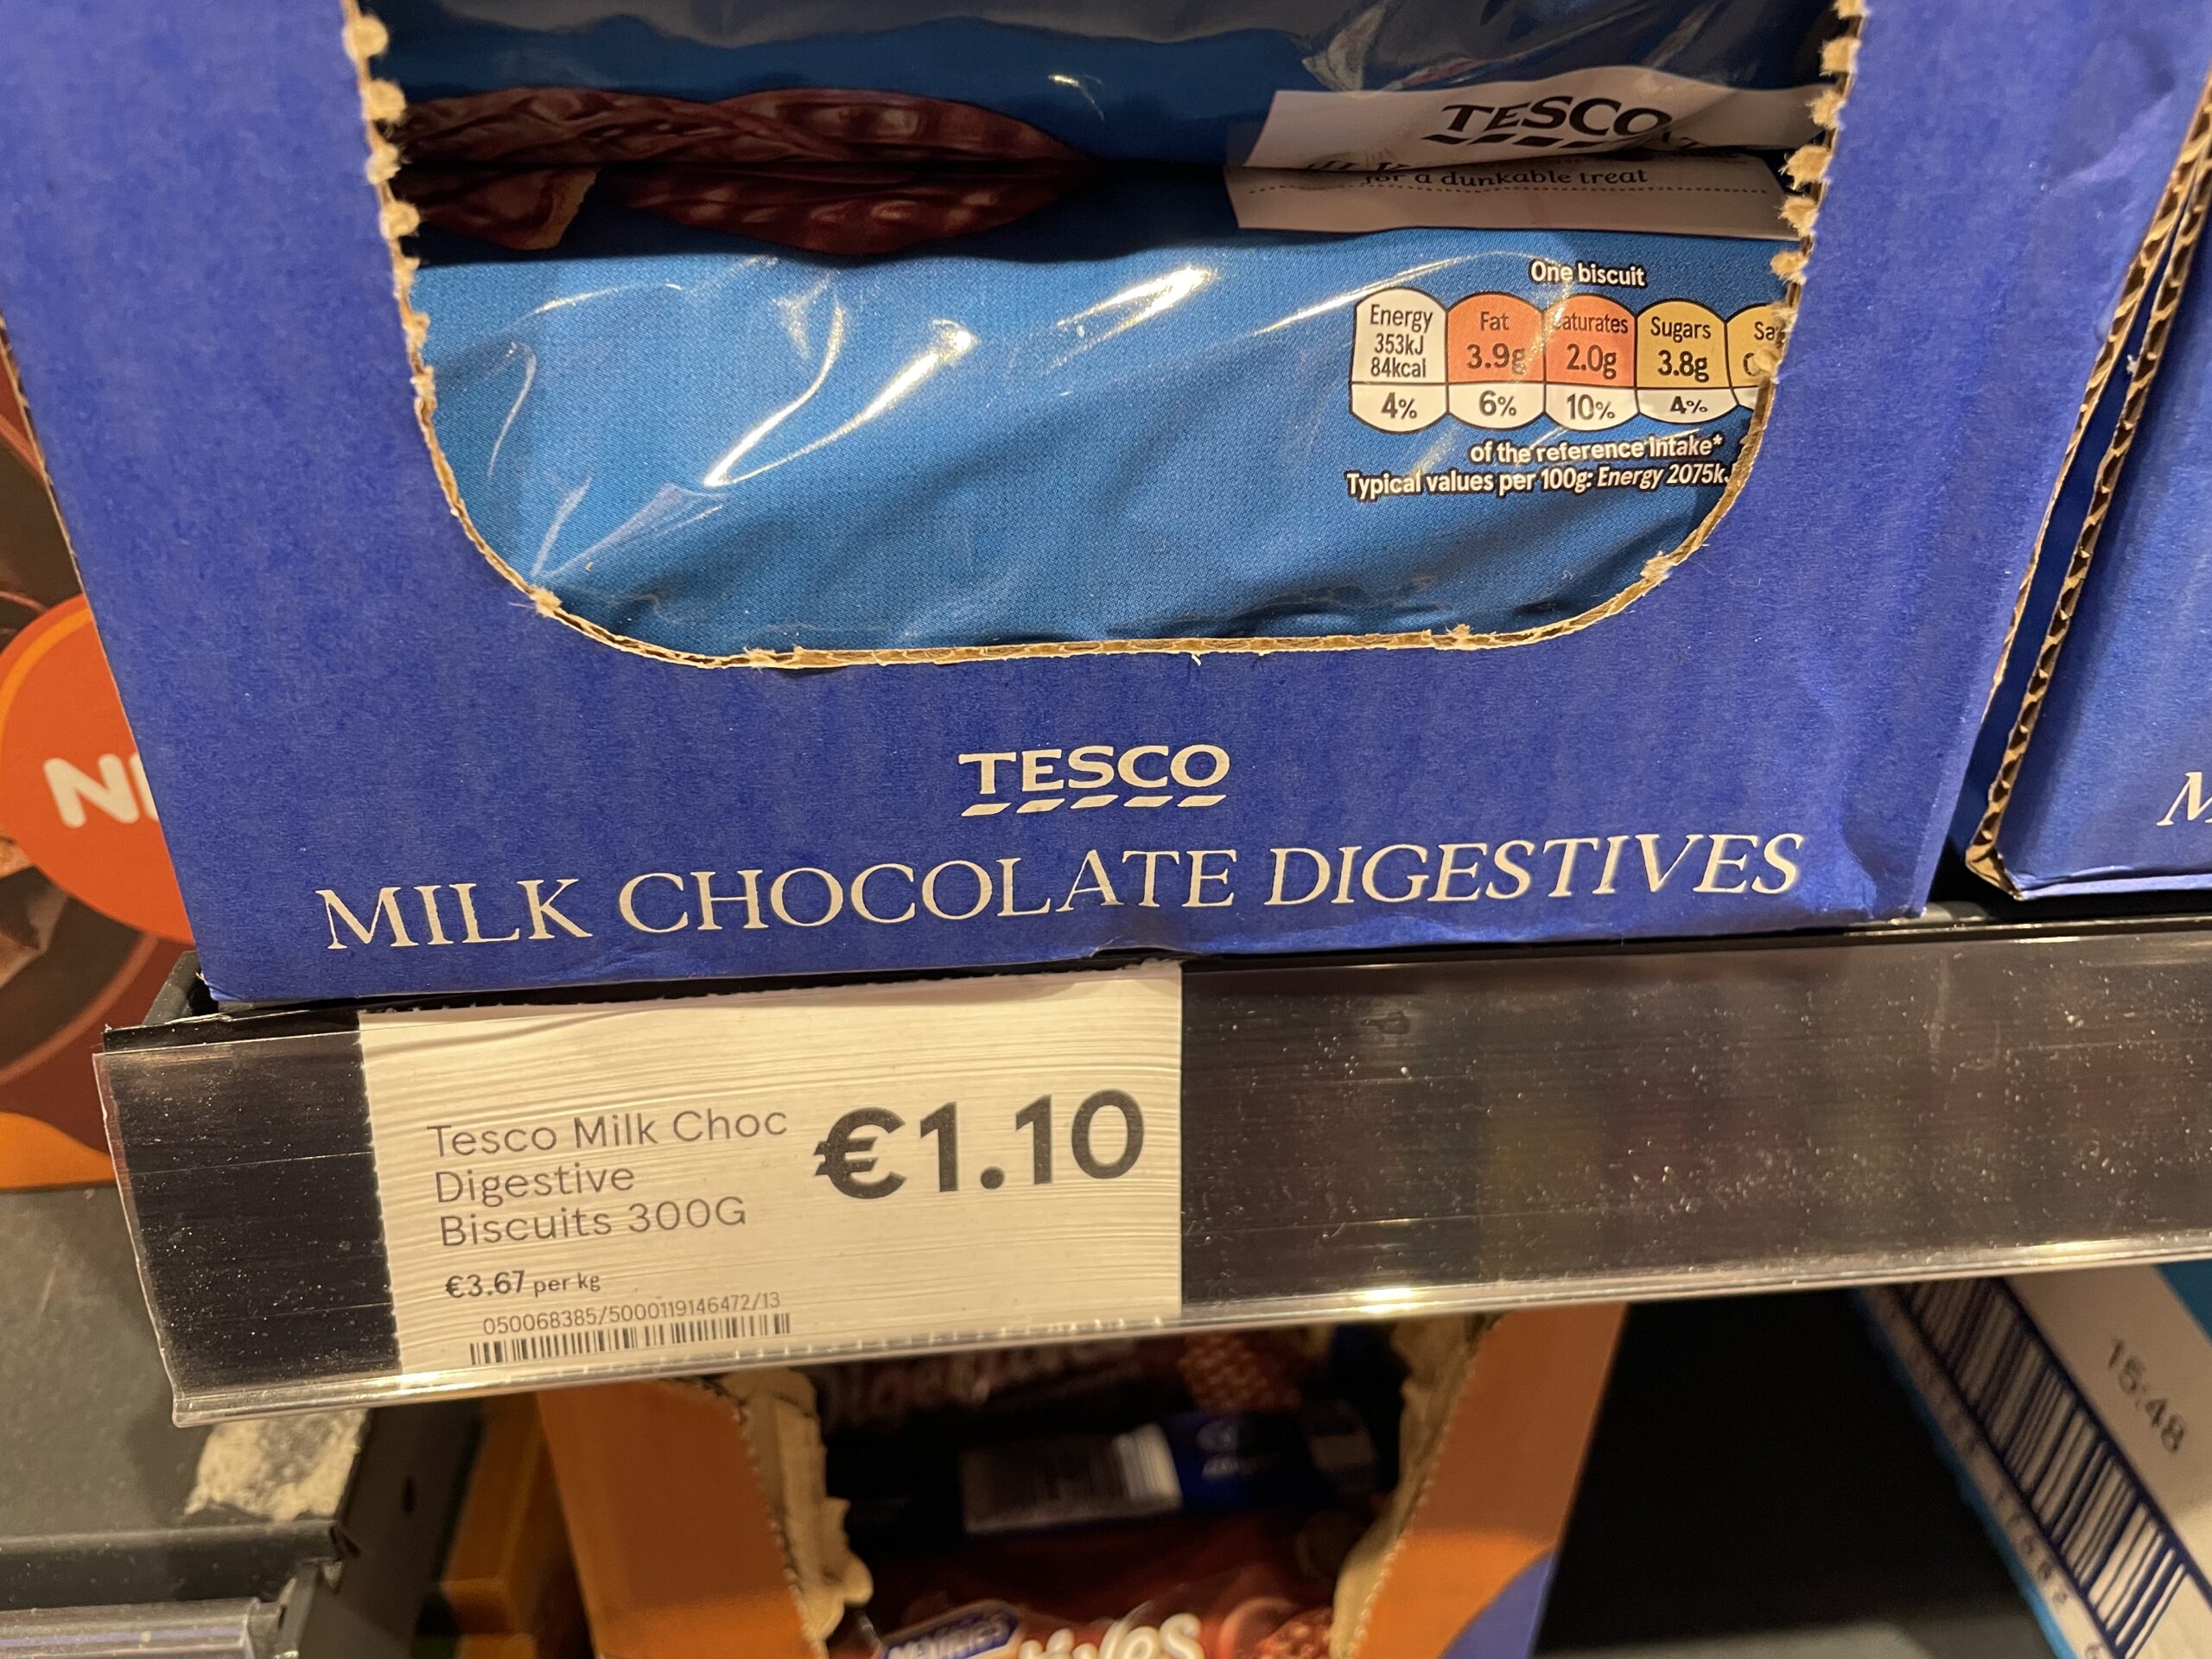 TESCO
for a dunkable treat
One biscuit
Energy 353kJ 84kcal 4%
Fat 3.9g 6%
Saturates 2.0g 10%
Sugars 3.8g 4%
of the reference intake*
Typical values per 100g: Energy 2075kJ
TESCO
MILK CHOCOLATE DIGESTIVES
Tesco Milk Choc
Digestive
Biscuits 300G
€1.10
€3.67 per kg
050068385/5000119146472/13
15:48